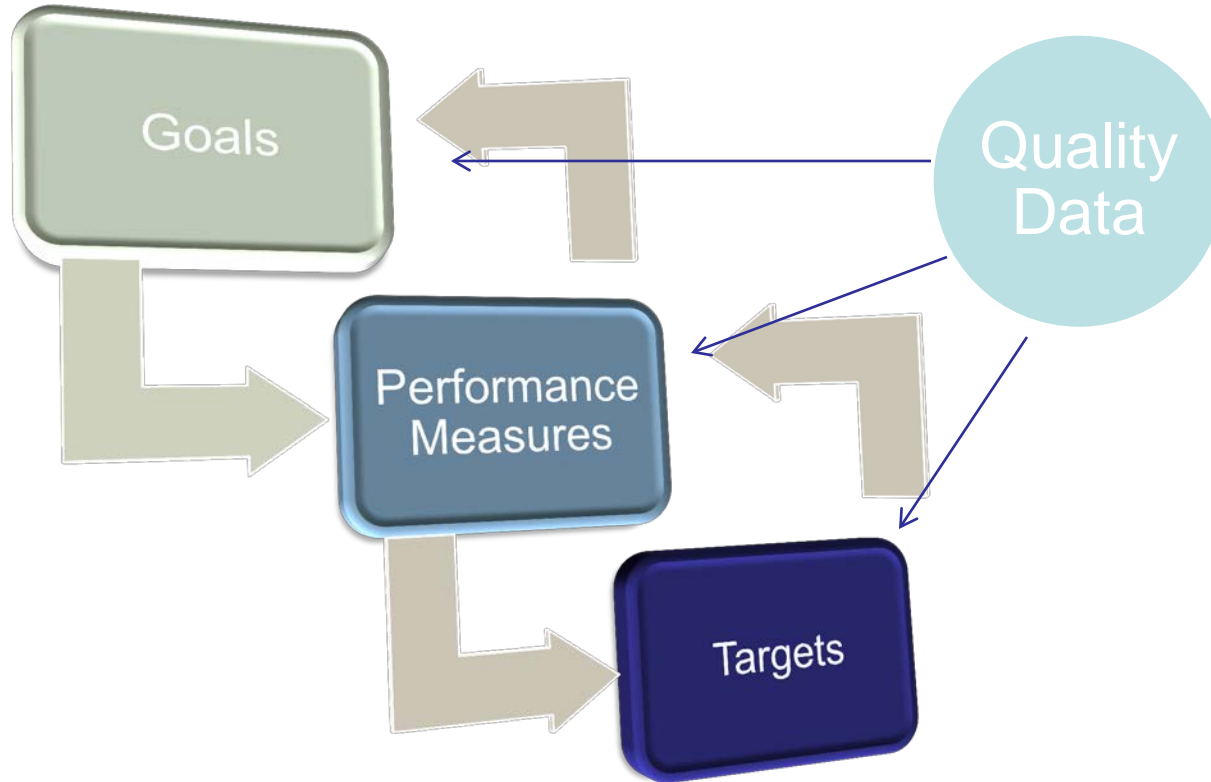 Goals
Quality
Data
Performance
Measures
Targets